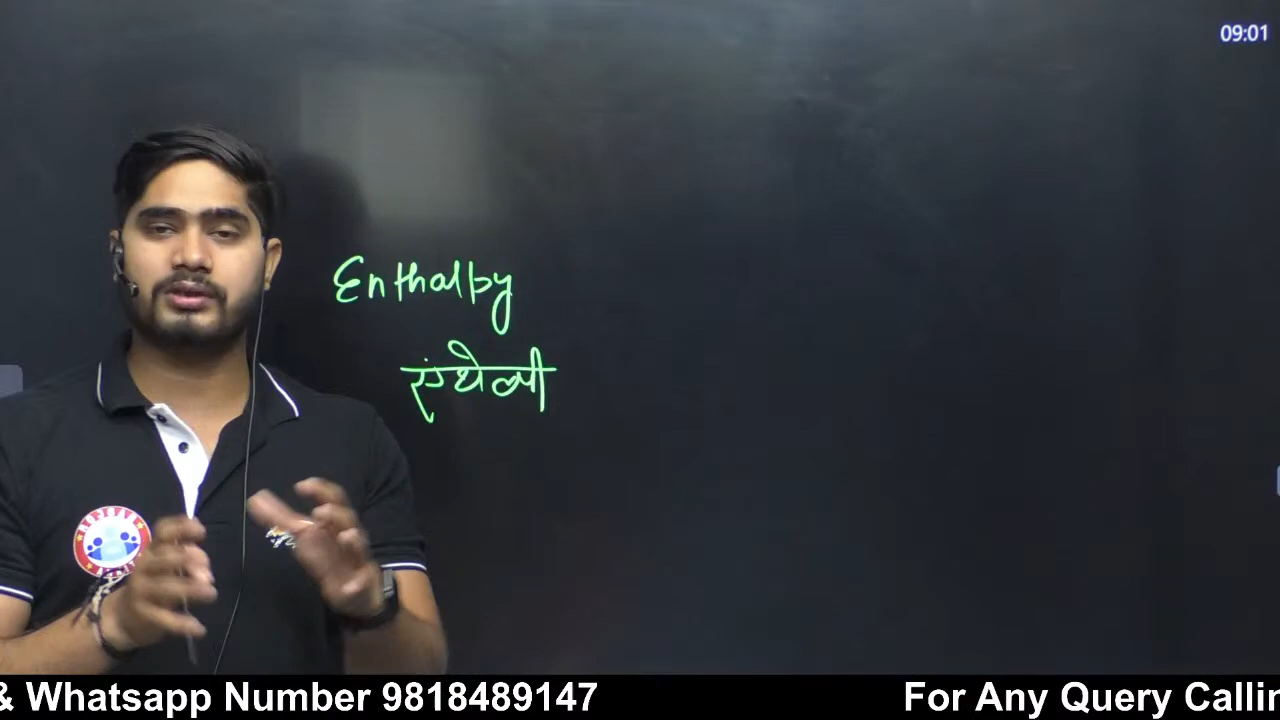 09:01
Enthalpy
एंथेल्पी
& Whatsapp Number 9818489147 For Any Query Callin